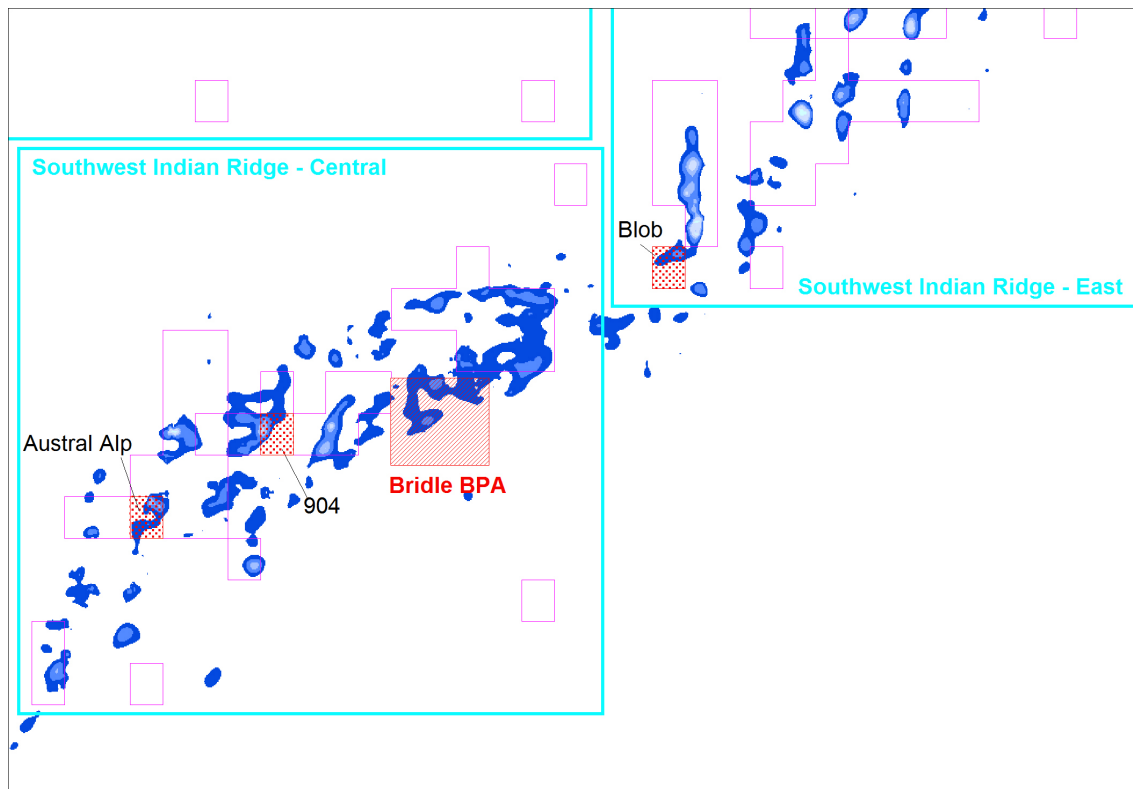 Southwest Indian Ridge - Central
Blob
Southwest Indian Ridge - East
Austral Alp
904
Bridle BPA